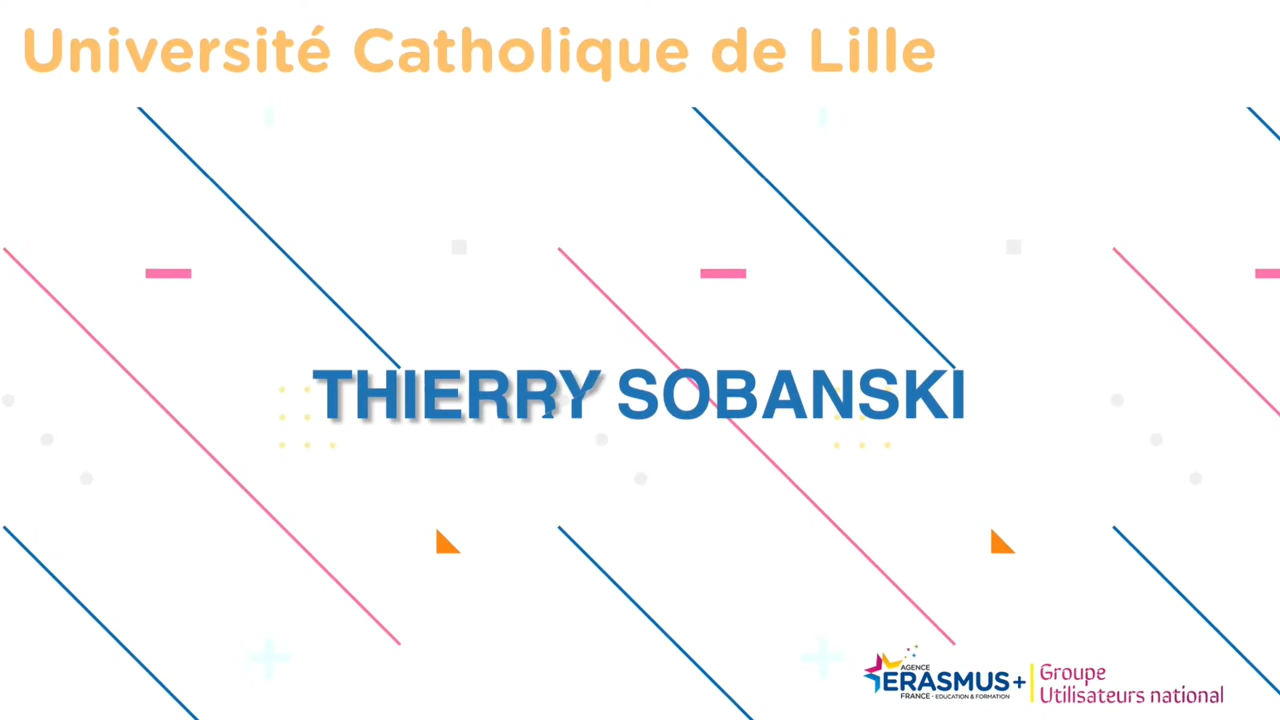 Université Catholique de Lille
THIERRY SOBANSKI
AGENCE
ERASMUS+
FRANCE - EDUCATION & FORMATION
Groupe
Utilisateurs national